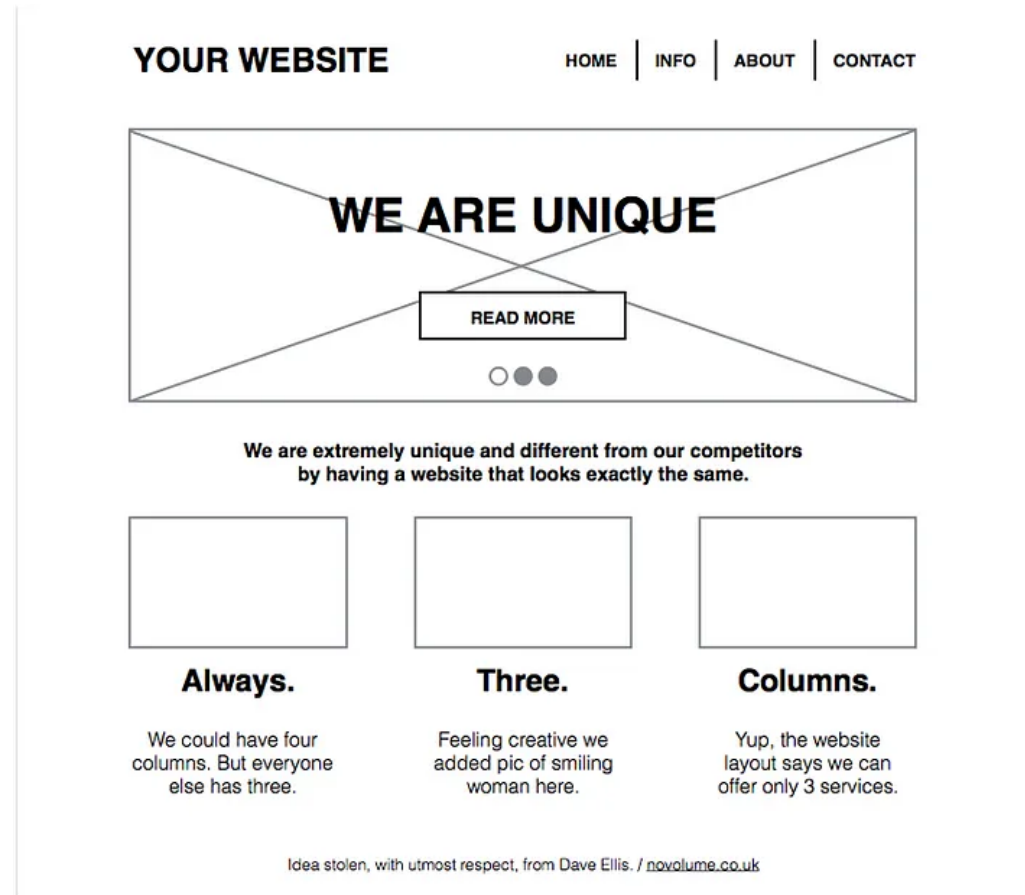 YOUR WEBSITE
HOME INFO ABOUT CONTACT
WE ARE UNIQUE
READ MORE
We are extremely unique and different from our competitors
by having a website that looks exactly the same.
Always.
We could have four
columns. But everyone
else has three.
Three.
Feeling creative we
added pic of smiling
woman here.
Columns.
Yup, the website
layout says we can
offer only 3 services.
Idea stolen, with utmost respect, from Dave Ellis. / novolume.co.uk